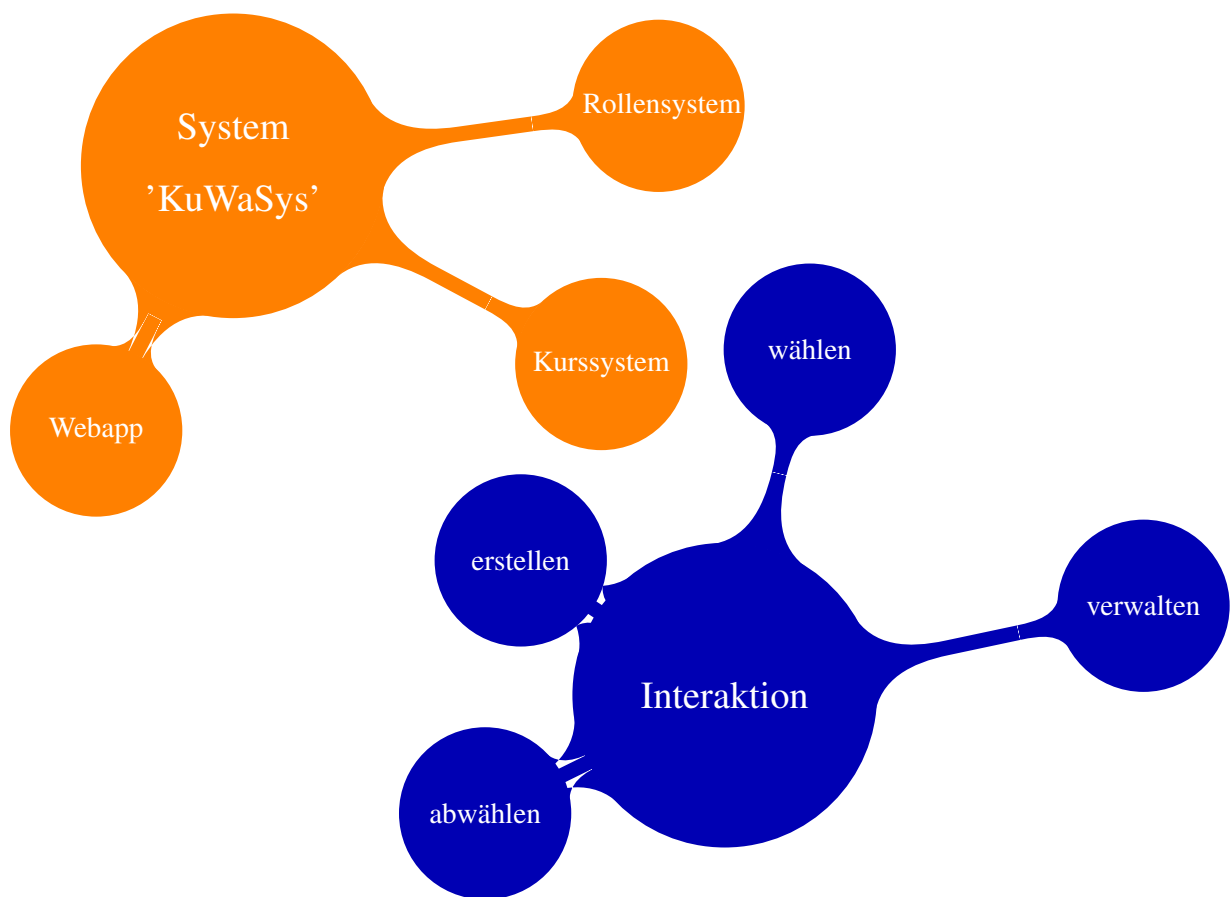 System
’KuWaSys’
Rollensystem
Kurssystem
Webapp
wählen
erstellen
verwalten
Interaktion
abwählen